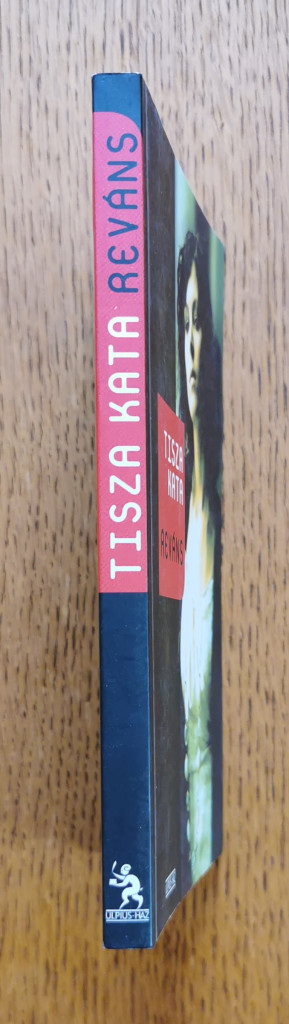 TISZA KATA REVÁNS
ULPIUS-HÁZ
TISZA
KATA
REVÁNS